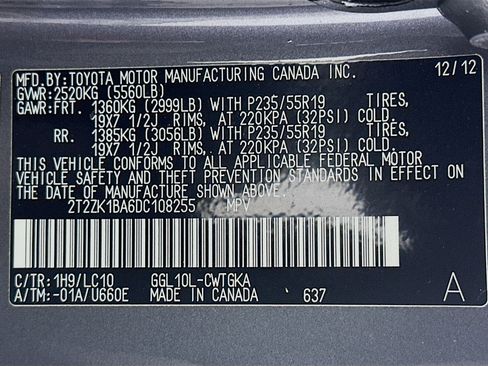 MFD. BY: TOYOTA MOTOR MANUFACTURING CANADA INC. 12/12
GVWR: 2520KG (5560LB)
GAWR: FRT. 1360KG (2999LB) WITH P235/55R19 TIRES,
19X7 1/2J RIMS, AT 220KPA (32PSI) COLD.
RR. 1385KG (3056LB) WITH P235/55R19 TIRES,
19X7 1/2J RIMS, AT 220KPA (32PSI) COLD.
THIS VEHICLE CONFORMS TO ALL APPLICABLE FEDERAL MOTOR
VEHICLE SAFETY AND THEFT PREVENTION STANDARDS IN EFFECT ON
THE DATE OF MANUFACTURE SHOWN ABOVE.
2T2ZK1BA6DC108255 MPV
C/TR: 1H9/LC10 GGL10L-CWTGKA
A/TM: -01A/U660E MADE IN CANADA 637 A